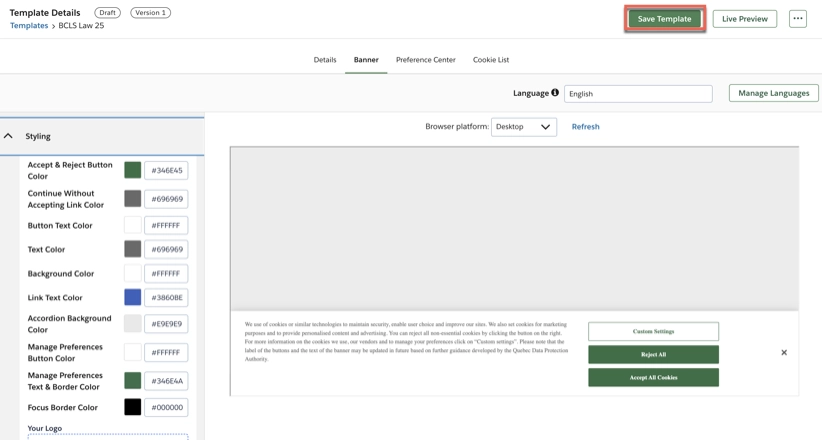 Template Details Draft Version 1
Templates > BCLS Law 25
Save Template Live Preview ...
Details Banner Preference Center Cookie List
Language English Manage Languages
Browser platform: Desktop Refresh
Styling
Accept & Reject Button
Color
#346E45
Continue Without
Accepting Link Color
#696969
Button Text Color #FFFFFF
Text Color #696969
Background Color #FFFFFF
Link Text Color #3860BE
Accordion Background
Color
#E9E9E9
Manage Preferences
Button Color
#FFFFFF
Manage Preferences
Text & Border Color
#346E4A
Focus Border Color #000000
Your Logo
We use of cookies or similar technologies to maintain security, enable user choice and improve our sites. We also set cookies for marketing
purposes and to provide personalised content and advertising. You can reject all non-essential cookies by clicking the button on the right.
For more information on the cookies we use, our vendors and to manage your preferences click on "Custom settings". Please note that the
label of the buttons and the text of the banner may be updated in future based on further guidance developed by the Quebec Data Protection
Authority.
Custom Settings
Reject All
Accept All Cookies